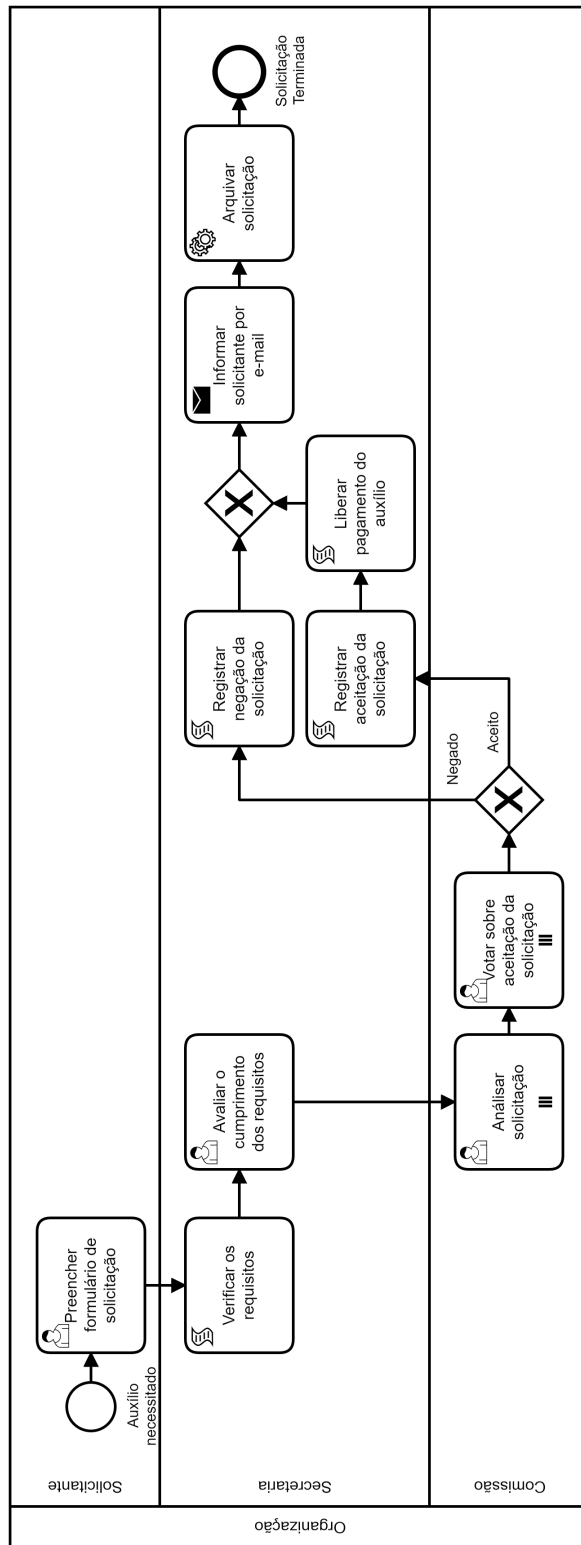 Organização
Solicitante
Secretaria
Comissão
Auxílio
necessitado
Preencher
formulário de
solicitação
Verificar os
requisitos
Avaliar o
cumprimento
dos requisitos
Análisar
solicitação
Votar sobre
aceitação da
solicitação
Negado
Aceito
Registrar
negação da
solicitação
Registrar
aceitação da
solicitação
Liberar
pagamento do
auxílio
Informar
solicitante por
e-mail
Arquivar
solicitação
Solicitação
Terminada